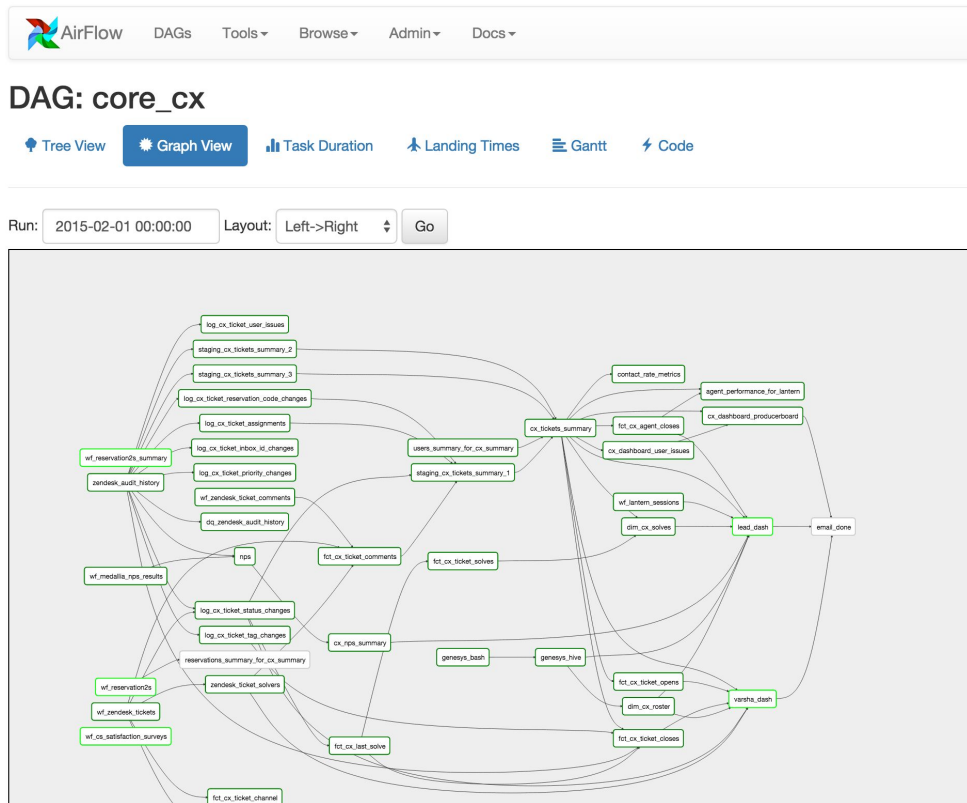 AirFlow DAGs Tools Browse Admin Docs
DAG: core_cx
Tree View Graph View Task Duration Landing Times Gantt Code
Run: 2015-02-01 00:00:00 Layout: Left->Right Go
log_cx_ticket_user_issues
staging_cx_tickets_summary_2
staging_cx_tickets_summary_3
contact_rate_metrics
agent_performance_for_lantern
log_cx_ticket_reservation_code_changes
cx_dashboard_producerboard
log_cx_ticket_assignments
cx_tickets_summary
fct_cx_agent_closes
log_cx_ticket_inbox_id_changes
users_summary_for_cx_summary
cx_dashboard_user_issues
wf_reservation2s_summary
log_cx_ticket_priority_changes
staging_cx_tickets_summary_1
zendesk_audit_history
wf_zendesk_ticket_comments
wf_lantern_sessions
dq_zendesk_audit_history
dim_cx_solves
lead_dash
email_done
nps
fct_cx_ticket_comments
fct_cx_ticket_solves
wf_medallia_nps_results
log_cx_ticket_status_changes
log_cx_ticket_tag_changes
cx_nps_summary
reservations_summary_for_cx_summary
genesys_bash
genesys_hive
wf_reservation2s
zendesk_ticket_solvers
fct_cx_ticket_opens
varsha_dash
wf_zendesk_tickets
dim_cx_roster
wf_cs_satisfaction_surveys
fct_cx_last_solve
fct_cx_ticket_closes
fct_cx_ticket_channel